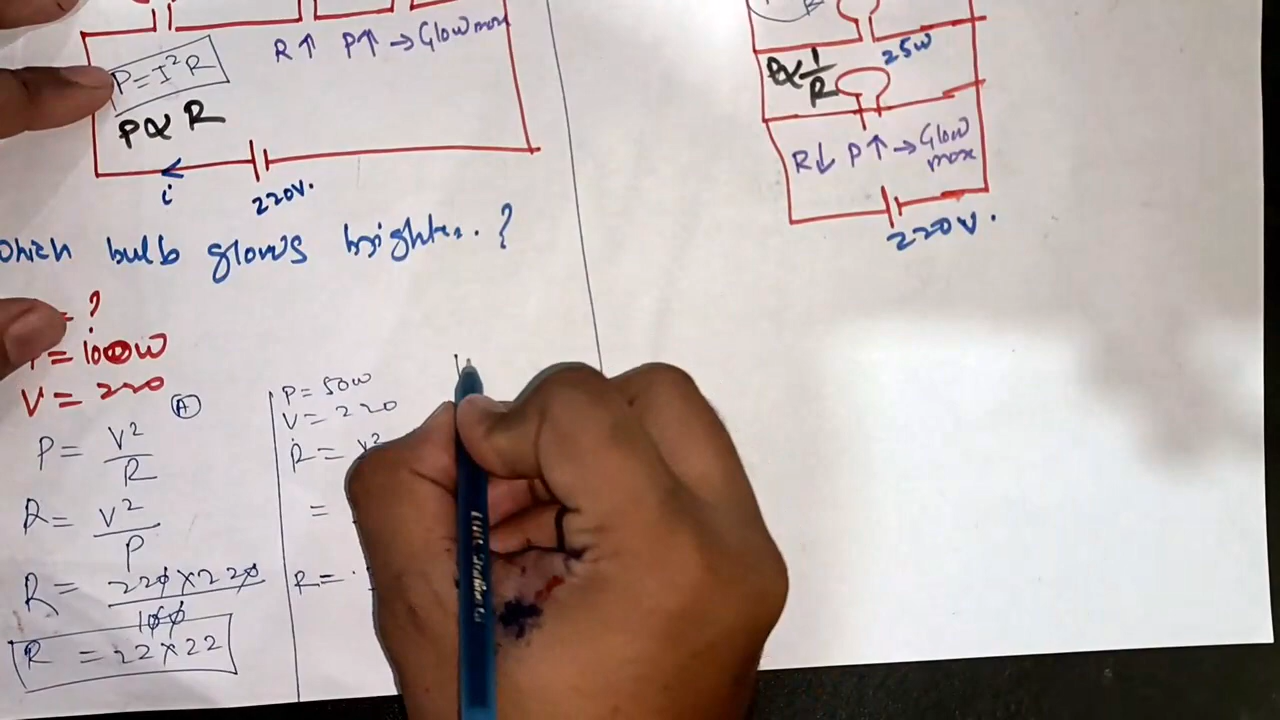 R↑ P↑ → Glow max
P = I²R
P ∝ R
i
220V.
which bulb glows brighter. ?
= ?
= 100W
V = 220
A
P = V²/R
R = V²/P
R = 220 × 220 / 100
R = 22 × 22
P = 50W
V = 220
R = V²
=
R =
25W
P ∝ 1/R
R↓ P↑ → Glow
max
220V.